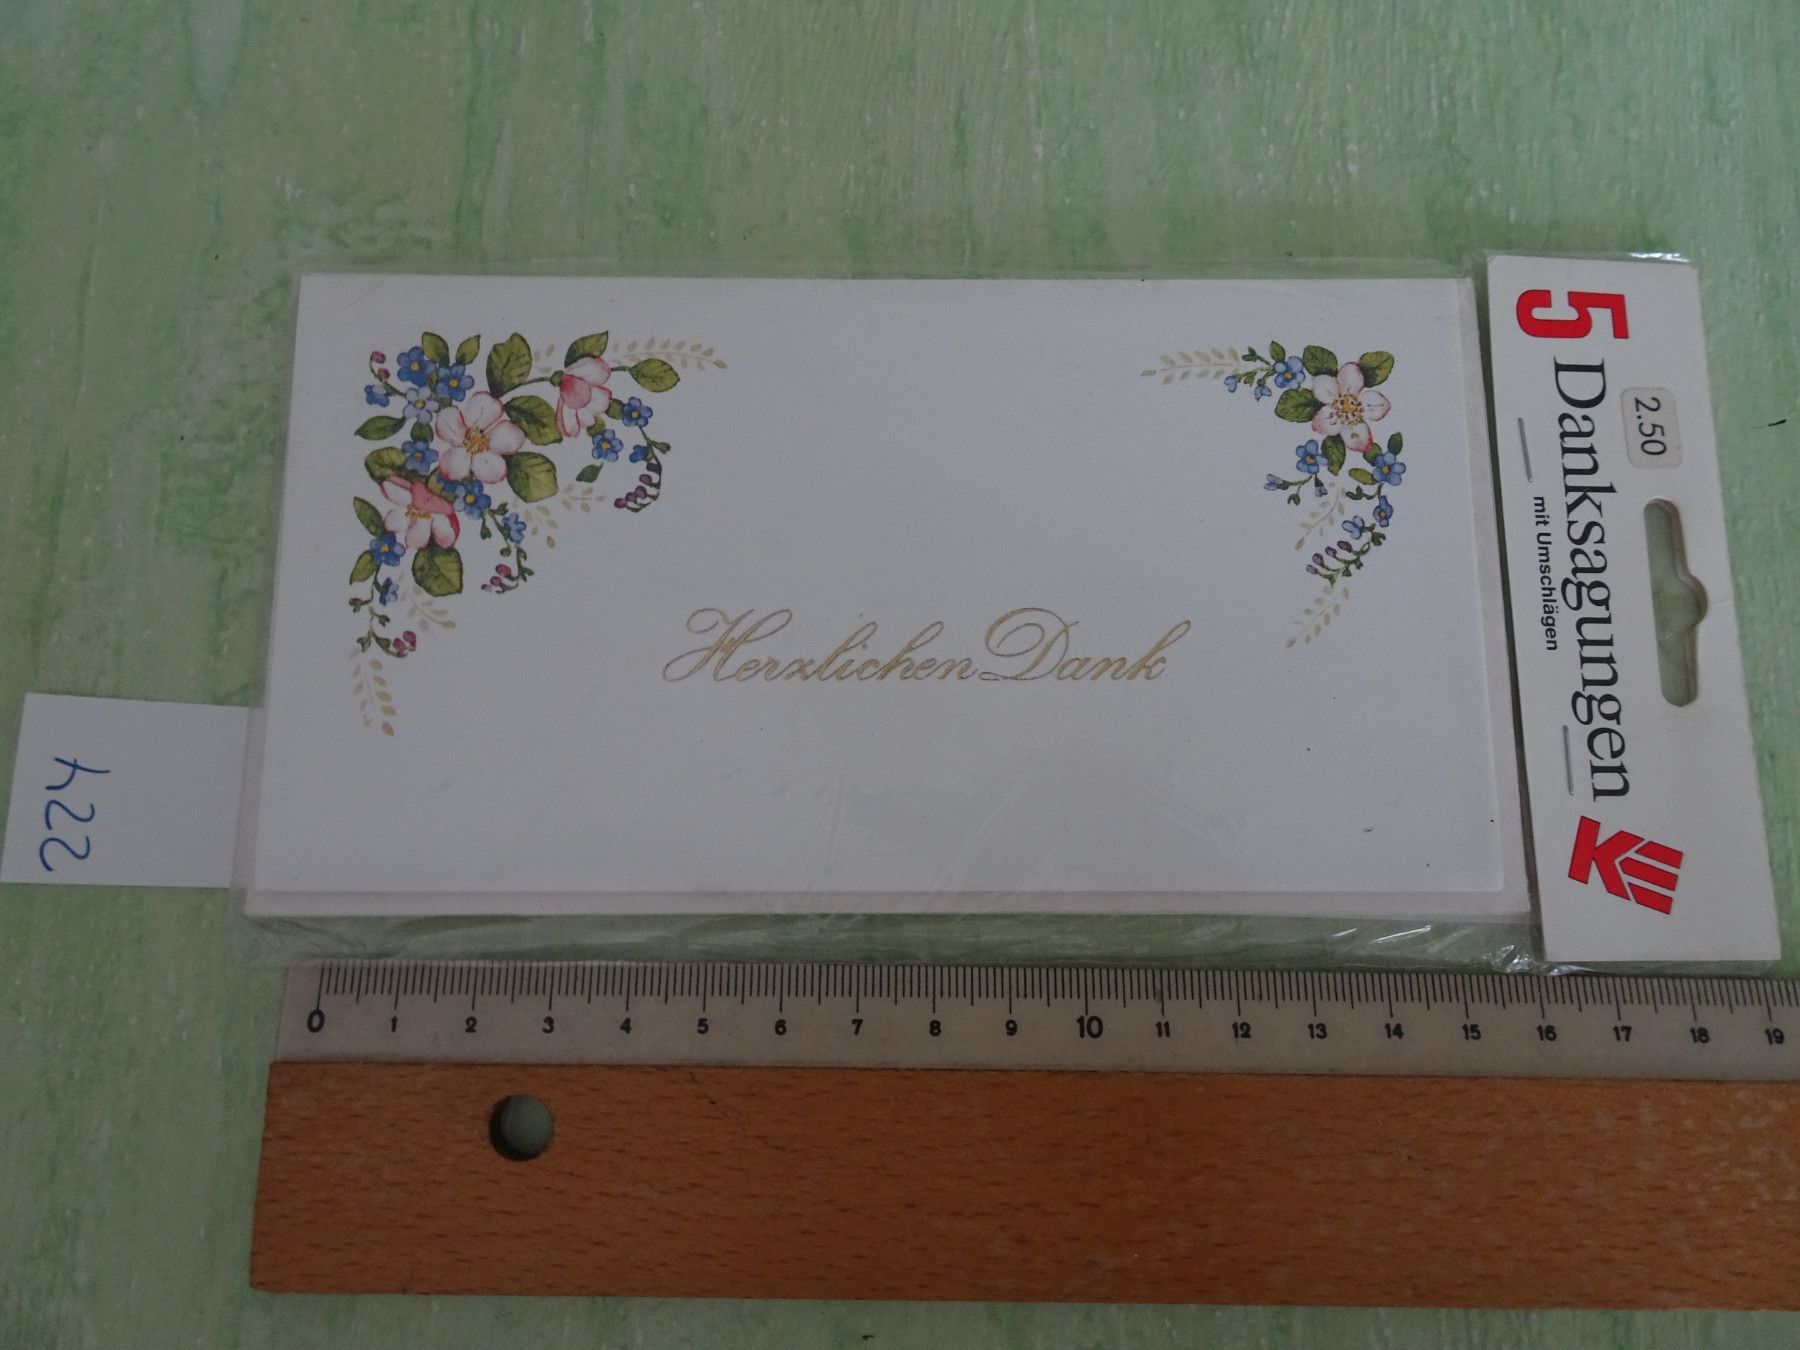 Herzlichen Dank
5 Danksagungen
mit Umschlägen
2.50
KE
422
0 1 2 3 4 5 6 7 8 9 10 11 12 13 14 15 16 17 18 19